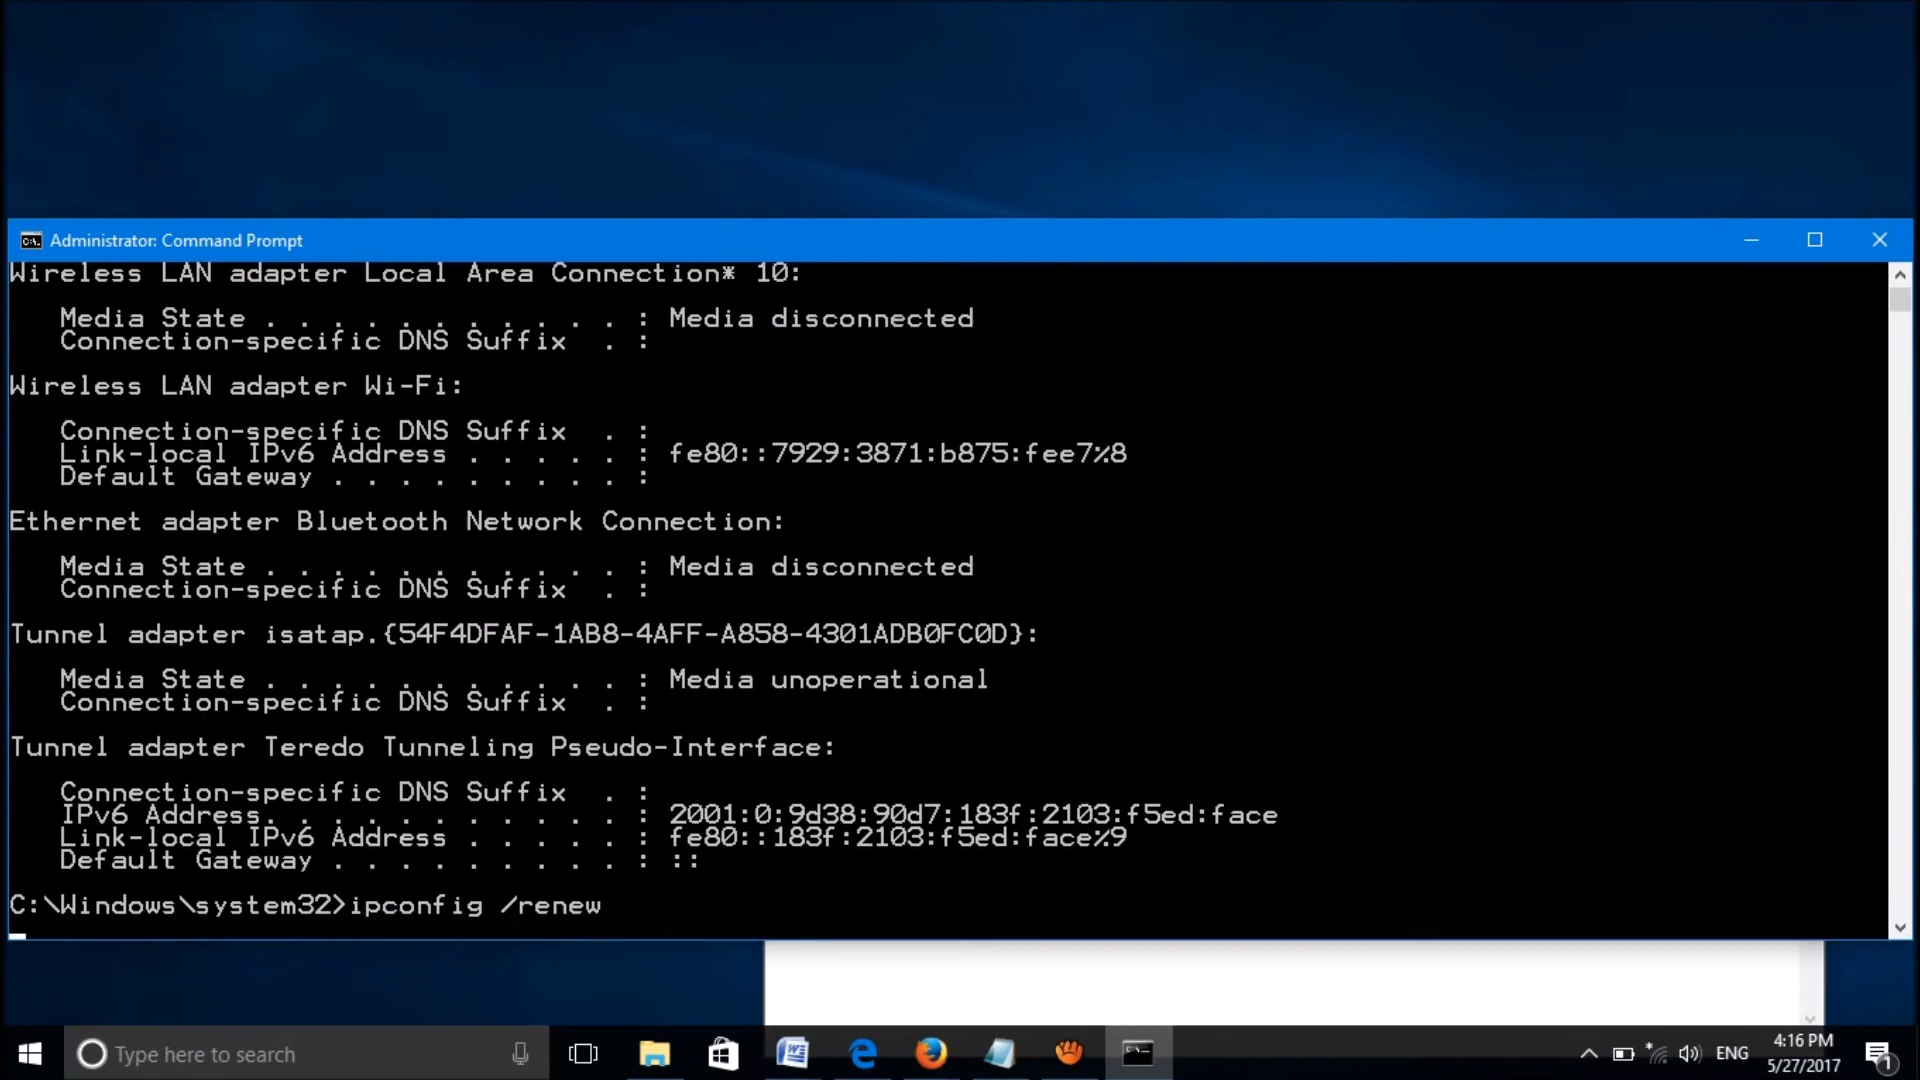 Administrator: Command Prompt
Wireless LAN adapter Local Area Connection* 10:
Media State . . . . . . . . . . . : Media disconnected
Connection-specific DNS Suffix  . :
Wireless LAN adapter Wi-Fi:
Connection-specific DNS Suffix  . :
Link-local IPv6 Address . . . . . : fe80::7929:3871:b875:fee7%8
Default Gateway . . . . . . . . . :
Ethernet adapter Bluetooth Network Connection:
Media State . . . . . . . . . . . : Media disconnected
Connection-specific DNS Suffix  . :
Tunnel adapter isatap.{54F4DFAF-1AB8-4AFF-A858-4301ADB0FC0D}:
Media State . . . . . . . . . . . : Media unoperational
Connection-specific DNS Suffix  . :
Tunnel adapter Teredo Tunneling Pseudo-Interface:
Connection-specific DNS Suffix  . :
IPv6 Address. . . . . . . . . . . : 2001:0:9d38:90d7:183f:2103:f5ed:face
Link-local IPv6 Address . . . . . : fe80::183f:2103:f5ed:face%9
Default Gateway . . . . . . . . . : ::
C:\Windows\system32>ipconfig /renew
Type here to search
ENG
4:16 PM
5/27/2017
1